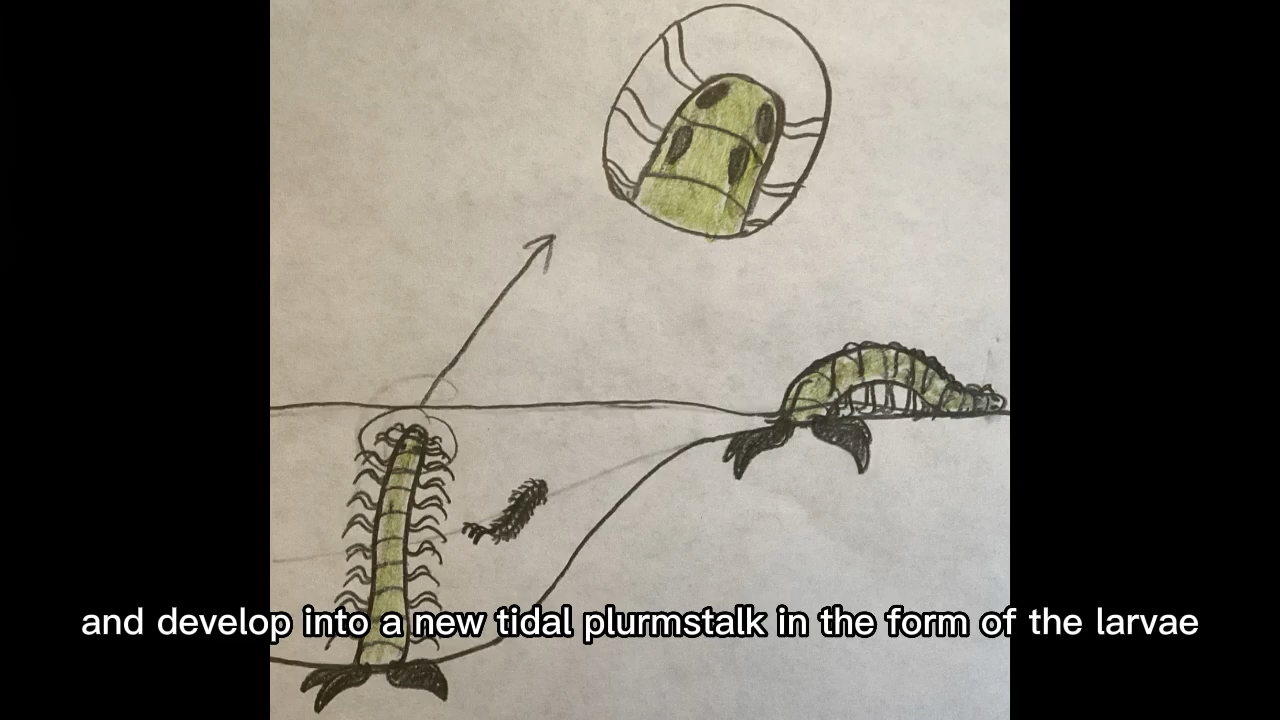 and develop into a new tidal plurmstalk in the form of the larvae